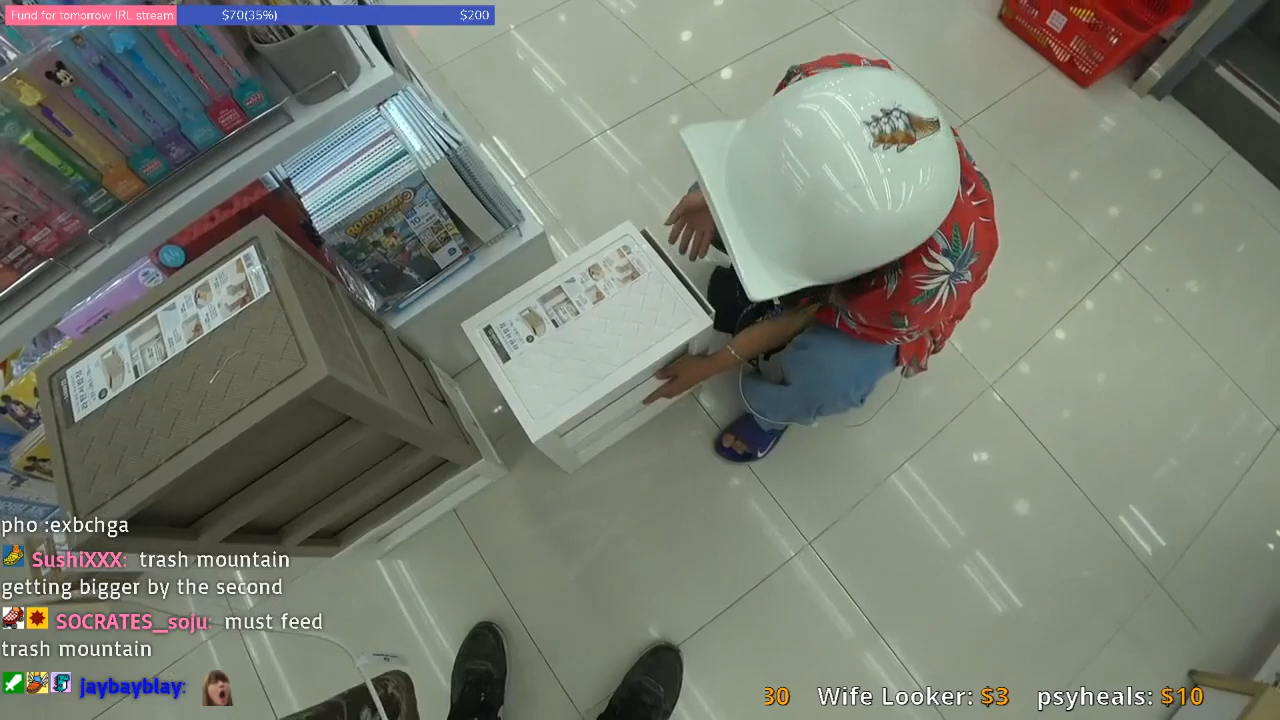 Fund for tomorrow IRL stream $70(35%) $200
pho :exbchga
SushiXXX: trash mountain
getting bigger by the second
SOCRATES_soju: must feed
trash mountain
jaybayblay:
30 Wife Looker: $3 psyheals: $10